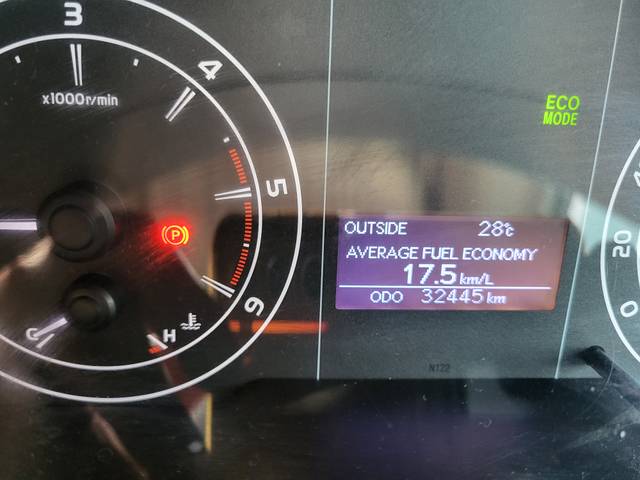 3
4
x1000r/min
5
6
P
C
H
ECO
MODE
OUTSIDE 28°c
AVERAGE FUEL ECONOMY
17.5 km/L
ODO 32445 km
N122
20
0